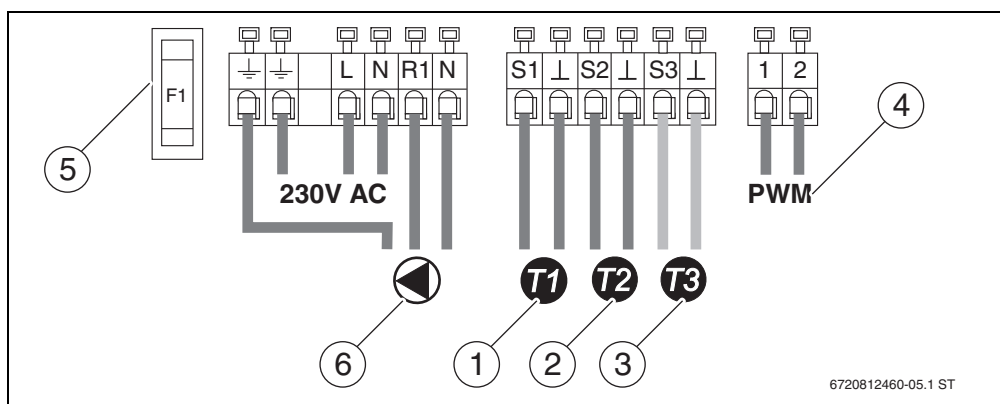 F1
L N R1 N
S1 ⊥ S2 ⊥ S3 ⊥
1 2
5
4
230V AC
PWM
T1 T2 T3
6 1 2 3
6720812460-05.1 ST